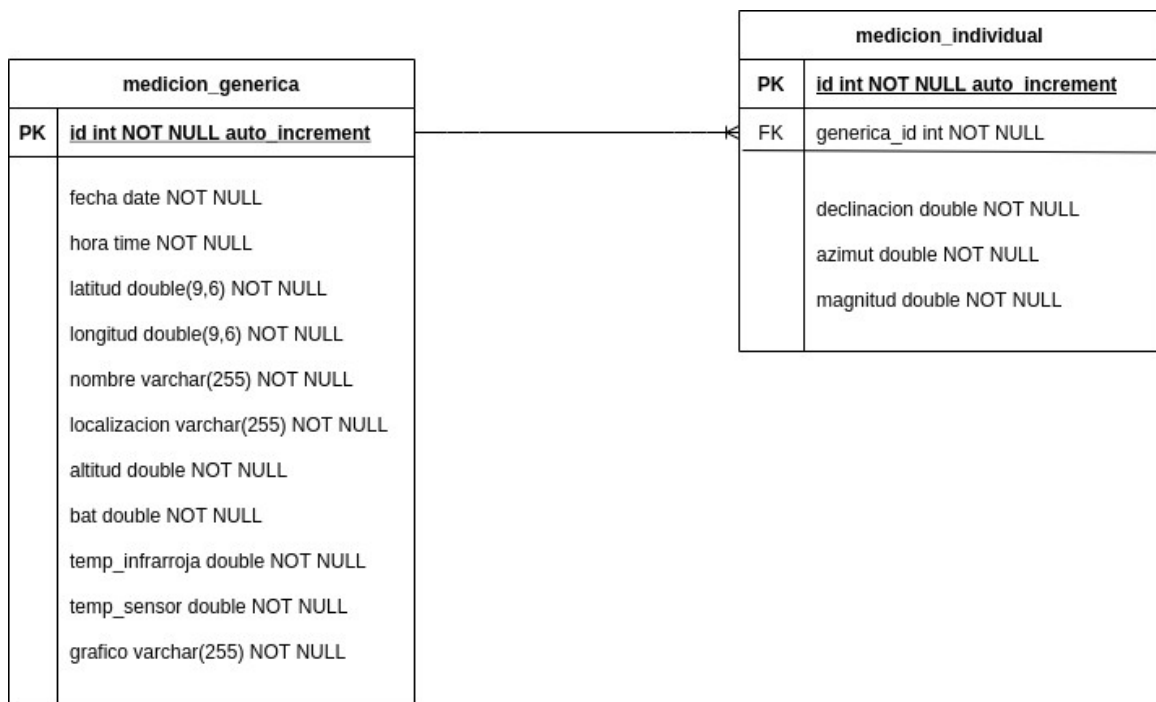 medicion_generica
PK id int NOT NULL auto_increment
fecha date NOT NULL
hora time NOT NULL
latitud double(9,6) NOT NULL
longitud double(9,6) NOT NULL
nombre varchar(255) NOT NULL
localizacion varchar(255) NOT NULL
altitud double NOT NULL
bat double NOT NULL
temp_infrarroja double NOT NULL
temp_sensor double NOT NULL
grafico varchar(255) NOT NULL
medicion_individual
PK id int NOT NULL auto_increment
FK generica_id int NOT NULL
declinacion double NOT NULL
azimut double NOT NULL
magnitud double NOT NULL